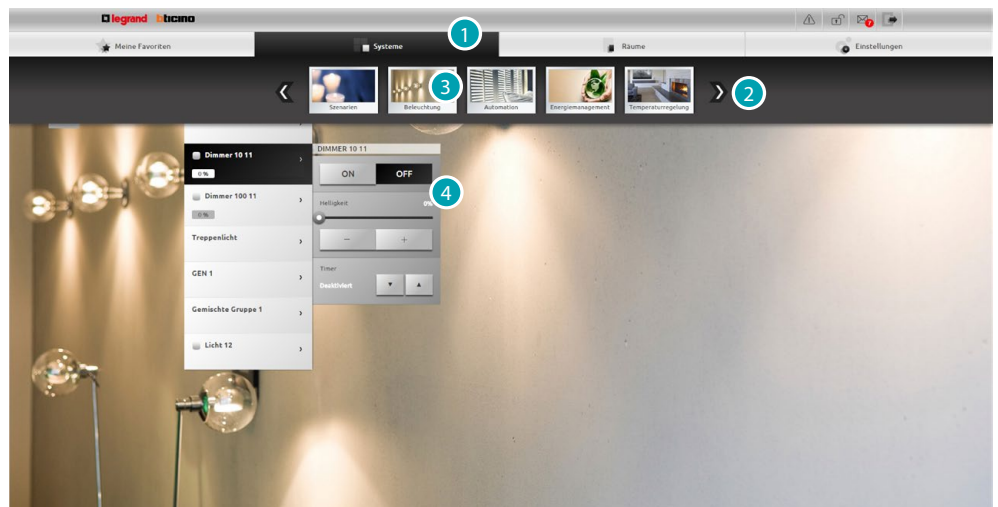 legrand bticino
7
Meine Favoriten
Systeme
1
Räume
Einstellungen
3
2
Szenarien
Beleuchtung
Automation
Energiemanagement
Temperaturregelung
Dimmer 10 11
0 %
Dimmer 100 11
0 %
Treppenlicht
GEN 1
Gemischte Gruppe 1
Licht 12
DIMMER 10 11
ON OFF
4
Helligkeit 0%
− +
Timer
Deaktiviert